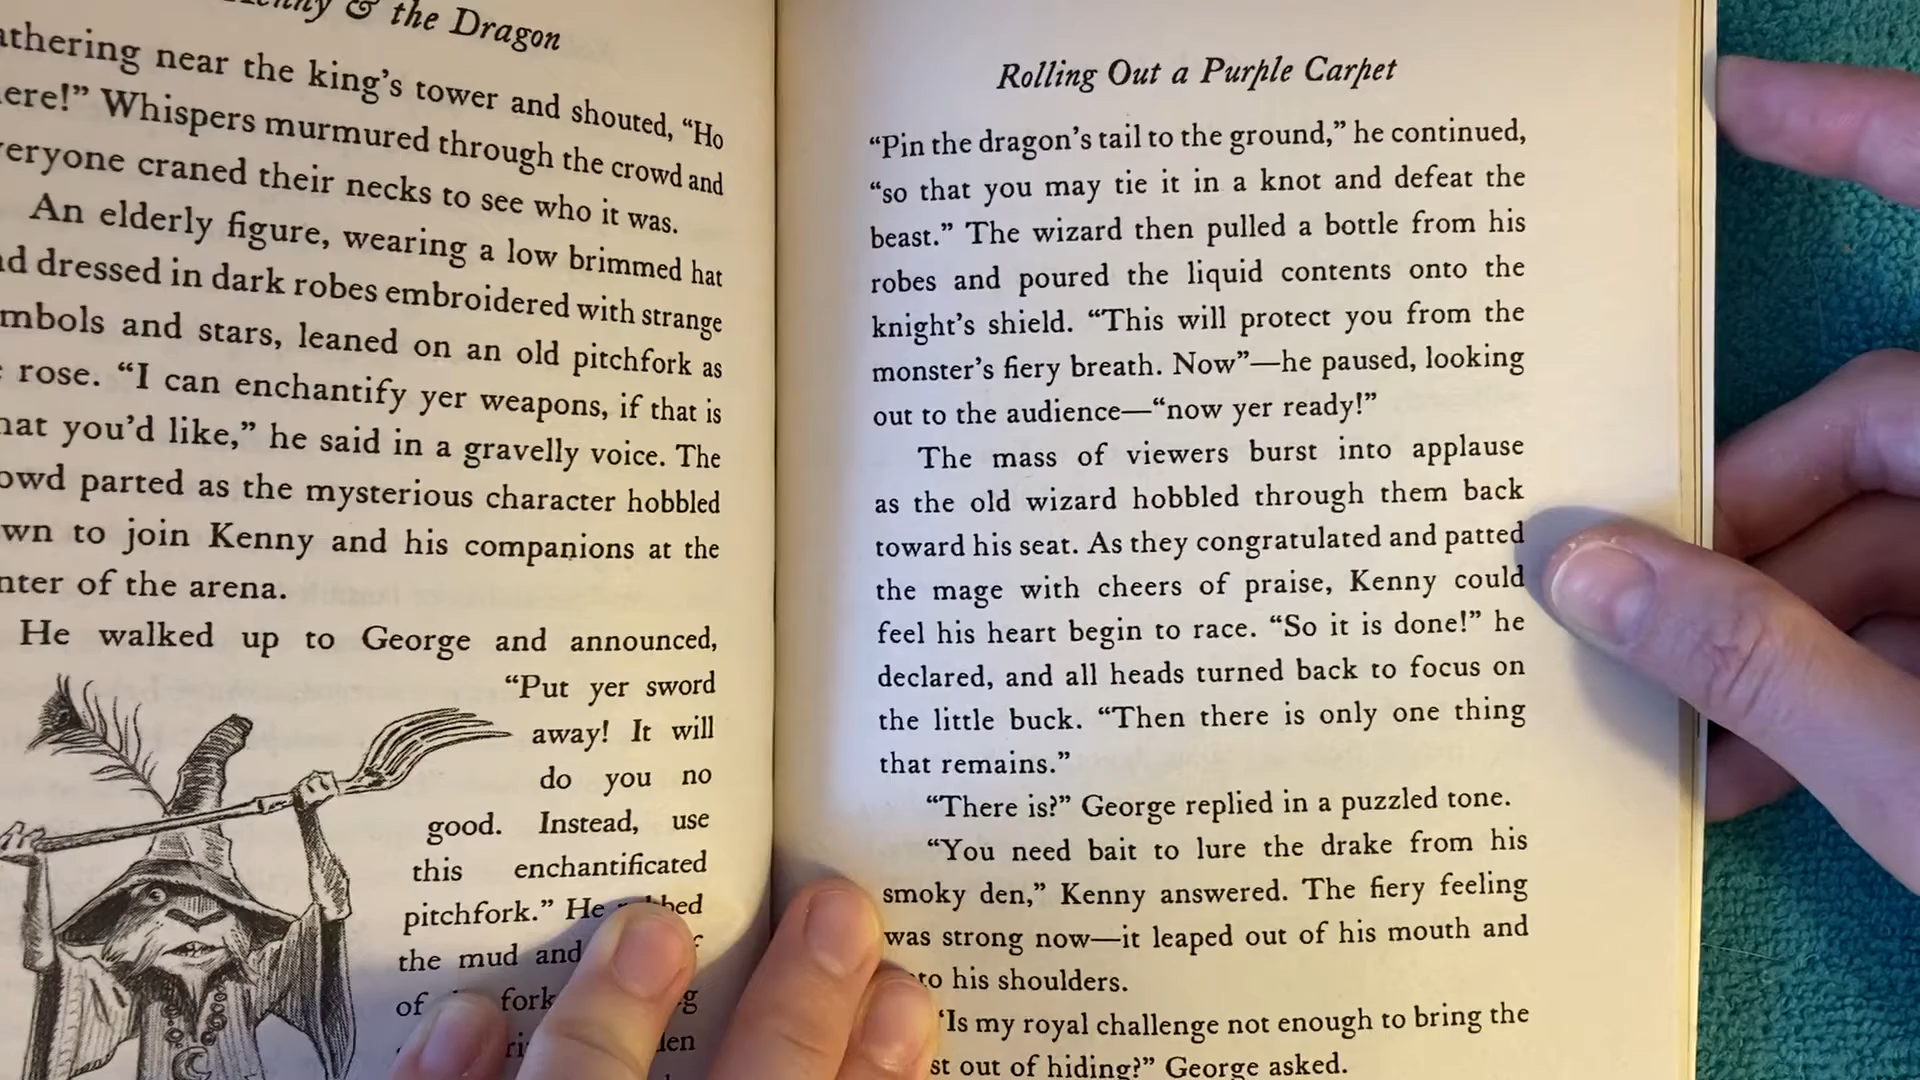 & the Dragon
near the king's tower and shouted, “Ho
Whispers murmured through the crowd and
craned their necks to see who it was.
An elderly figure, wearing a low brimmed hat
dressed in dark robes embroidered with strange
and stars, leaned on an old pitchfork as
rose. “I can enchantify yer weapons, if that is
you'd like,” he said in a gravelly voice. The
parted as the mysterious character hobbled
to join Kenny and his companions at the
of the arena.
He walked up to George and announced,
“Put yer sword
away! It will
do you no
good. Instead, use
this enchantificated
pitchfork.” He
the mud and
of fork
Rolling Out a Purple Carpet
“Pin the dragon's tail to the ground,” he continued,
“so that you may tie it in a knot and defeat the
beast.” The wizard then pulled a bottle from his
robes and poured the liquid contents onto the
knight's shield. “This will protect you from the
monster's fiery breath. Now”—he paused, looking
out to the audience—“now yer ready!”
The mass of viewers burst into applause
as the old wizard hobbled through them back
toward his seat. As they congratulated and patted
the mage with cheers of praise, Kenny could
feel his heart begin to race. “So it is done!” he
declared, and all heads turned back to focus on
the little buck. “Then there is only one thing
that remains.”
“There is?” George replied in a puzzled tone.
“You need bait to lure the drake from his
smoky den,” Kenny answered. The fiery feeling
was strong now—it leaped out of his mouth and
his shoulders.
“Is my royal challenge not enough to bring the
out of hiding?” George asked.